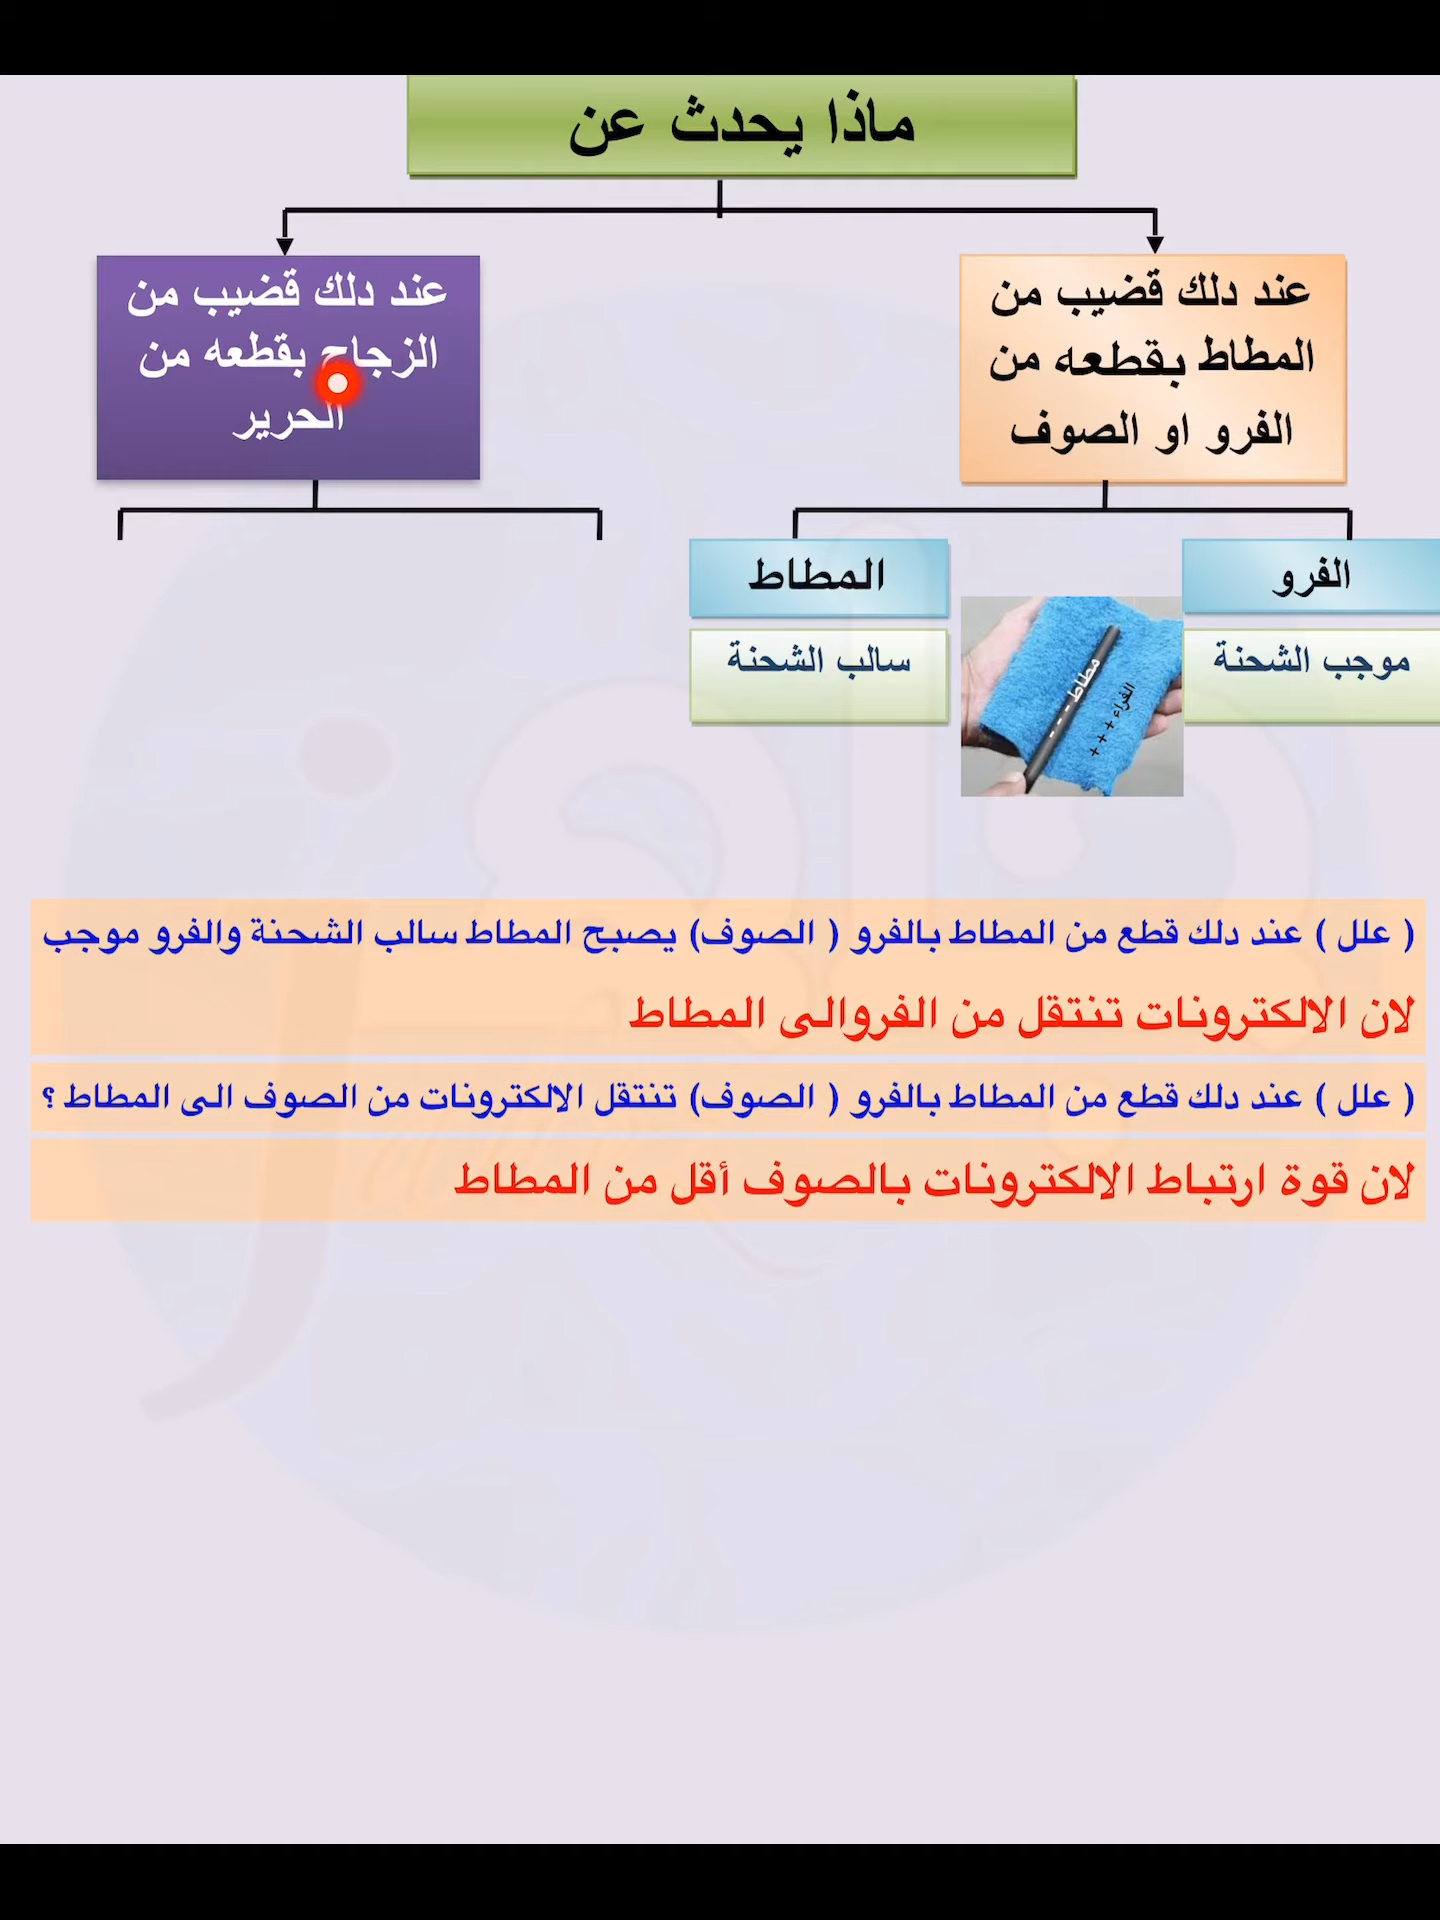 ماذا يحدث عن
عند دلك قضيب من
المطاط بقطعه من
الفرو او الصوف
عند دلك قضيب من
الزجاج بقطعه من
الحرير
الفرو
موجب الشحنة
المطاط
سالب الشحنة
مطاط - - -
الفراء + + +
( علل ) عند دلك قطع من المطاط بالفرو ( الصوف) يصبح المطاط سالب الشحنة والفرو موجب
لان الالكترونات تنتقل من الفروالى المطاط
( علل ) عند دلك قطع من المطاط بالفرو ( الصوف) تنتقل الالكترونات من الصوف الى المطاط ؟
لان قوة ارتباط الالكترونات بالصوف أقل من المطاط